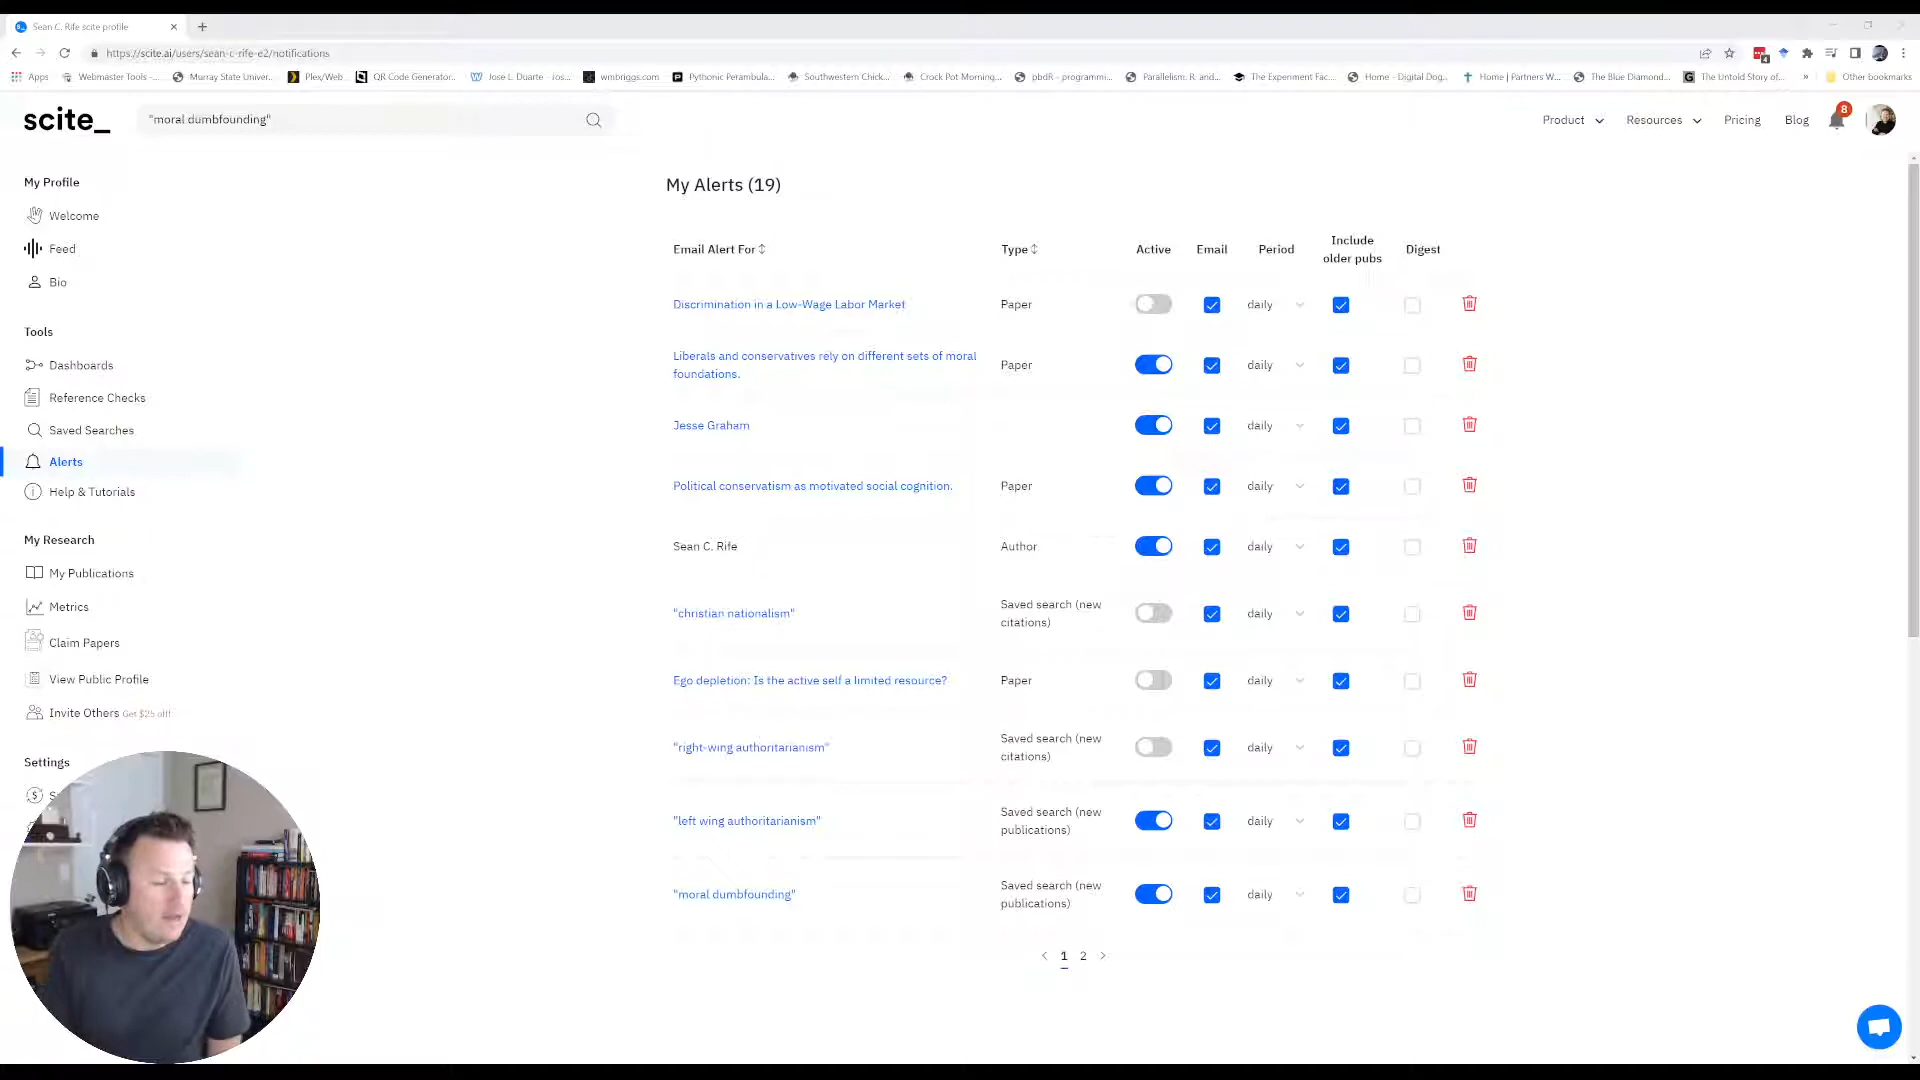 Sean C. Rife scite profile
https://scite.ai/users/sean-c-rife-e2/notifications
4
Apps
Webmaster Tools -...
Murray State Univer...
Plex/Web
QR Code Generator...
Jose L. Duarte - Jos...
wmbriggs.com
Pythonic Perambula...
Southwestern Chick...
Crock Pot Morning...
pbdR - programmi...
Parallelism, R, and...
The Experiment Fac...
Home - Digital Dog...
Home | Partners W...
The Blue Diamond...
The Untold Story of...
»
Other bookmarks
scite_
"moral dumbfounding"
Product
Resources
Pricing
Blog
8
My Profile
Welcome
Feed
Bio
Tools
Dashboards
Reference Checks
Saved Searches
Alerts
Help & Tutorials
My Research
My Publications
Metrics
Claim Papers
View Public Profile
Invite Others Get $25 off!
Settings
My Alerts (19)
Email Alert For
Type
Active
Email
Period
Include
older pubs
Digest
Discrimination in a Low-Wage Labor Market
Paper
daily
Liberals and conservatives rely on different sets of moral
foundations.
Paper
daily
Jesse Graham
daily
Political conservatism as motivated social cognition.
Paper
daily
Sean C. Rife
Author
daily
"christian nationalism"
Saved search (new
citations)
daily
Ego depletion: Is the active self a limited resource?
Paper
daily
"right-wing authoritarianism"
Saved search (new
citations)
daily
"left wing authoritarianism"
Saved search (new
publications)
daily
"moral dumbfounding"
Saved search (new
publications)
daily
< 1 2 >